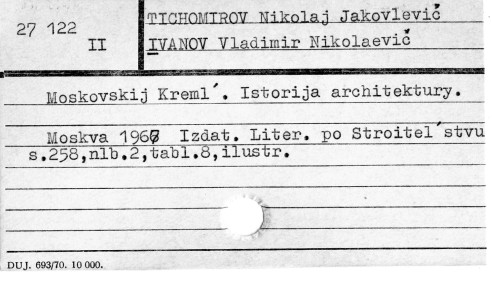 27 122
II
TICHOMIROV Nikolaj Jakovlevič
IVANOV Vladimir Nikolaevič
Moskovskij Kreml´. Istorija architektury.
Moskva 1967 Izdat. Liter. po Stroitel´stvu
s.258,nlb.2,tabl.8,ilustr.
DUJ. 693/70. 10 000.